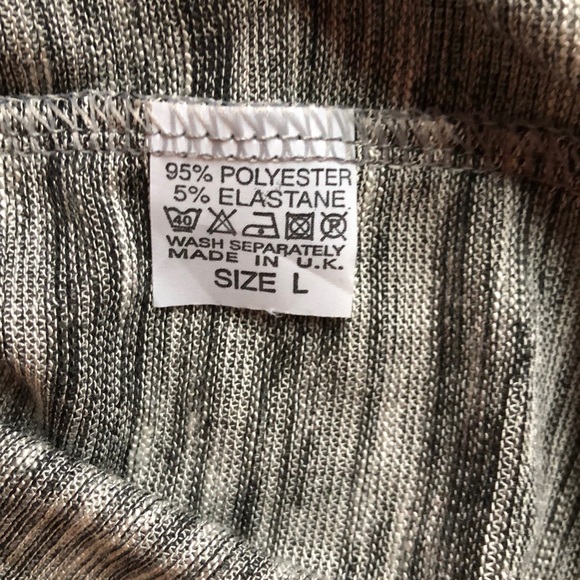 95% POLYESTER
5% ELASTANE
40
WASH SEPARATELY
MADE IN U.K.
SIZE L